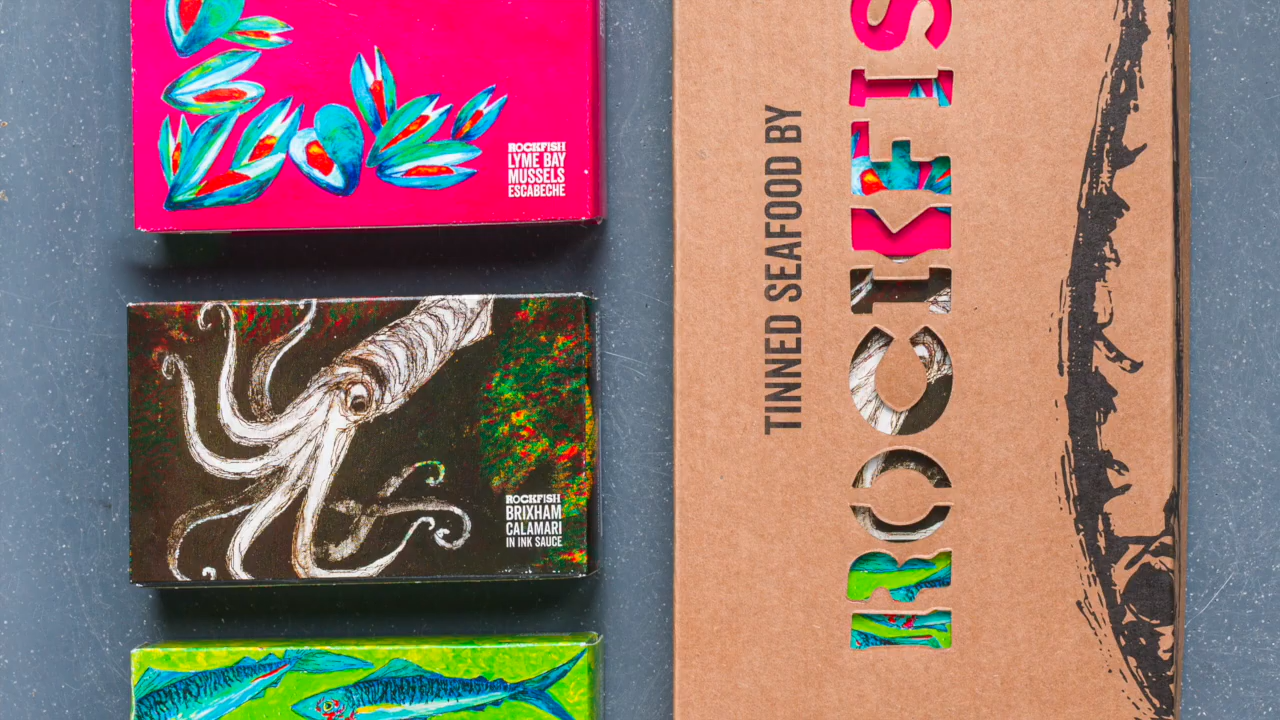 ROCKFISH
LYME BAY
MUSSELS
ESCABECHE
ROCKFISH
BRIXHAM
CALAMARI
IN INK SAUCE
TINNED SEAFOOD BY
ROCKFIS